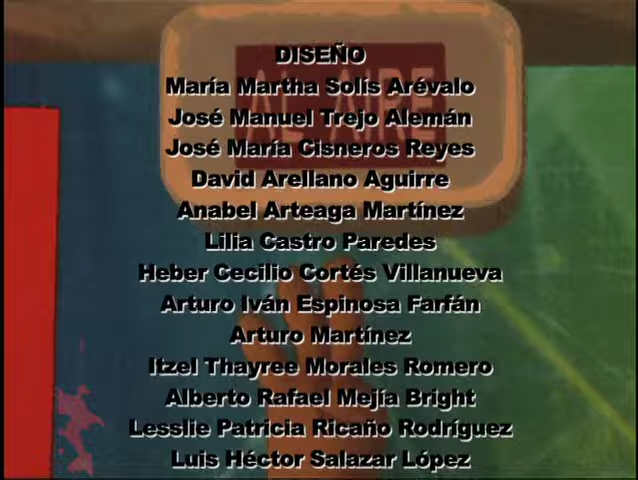 AL AIRE
DISEÑO
María Martha Solís Arévalo
José Manuel Trejo Alemán
José María Cisneros Reyes
David Arellano Aguirre
Anabel Arteaga Martínez
Lilia Castro Paredes
Heber Cecilio Cortés Villanueva
Arturo Iván Espinosa Farfán
Arturo Martínez
Itzel Thayree Morales Romero
Alberto Rafael Mejía Bright
Lesslie Patricia Ricaño Rodríguez
Luis Héctor Salazar López